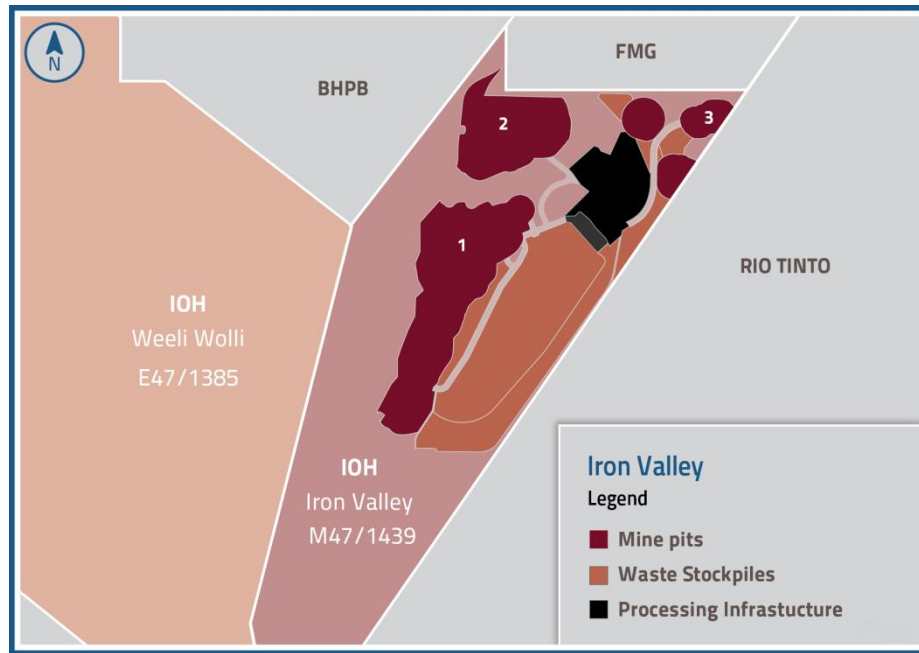 N
BHPB
FMG
2
3
1
RIO TINTO
IOH
Weeli Wolli
E47/1385
IOH
Iron Valley
M47/1439
Iron Valley
Legend
Mine pits
Waste Stockpiles
Processing Infrastucture